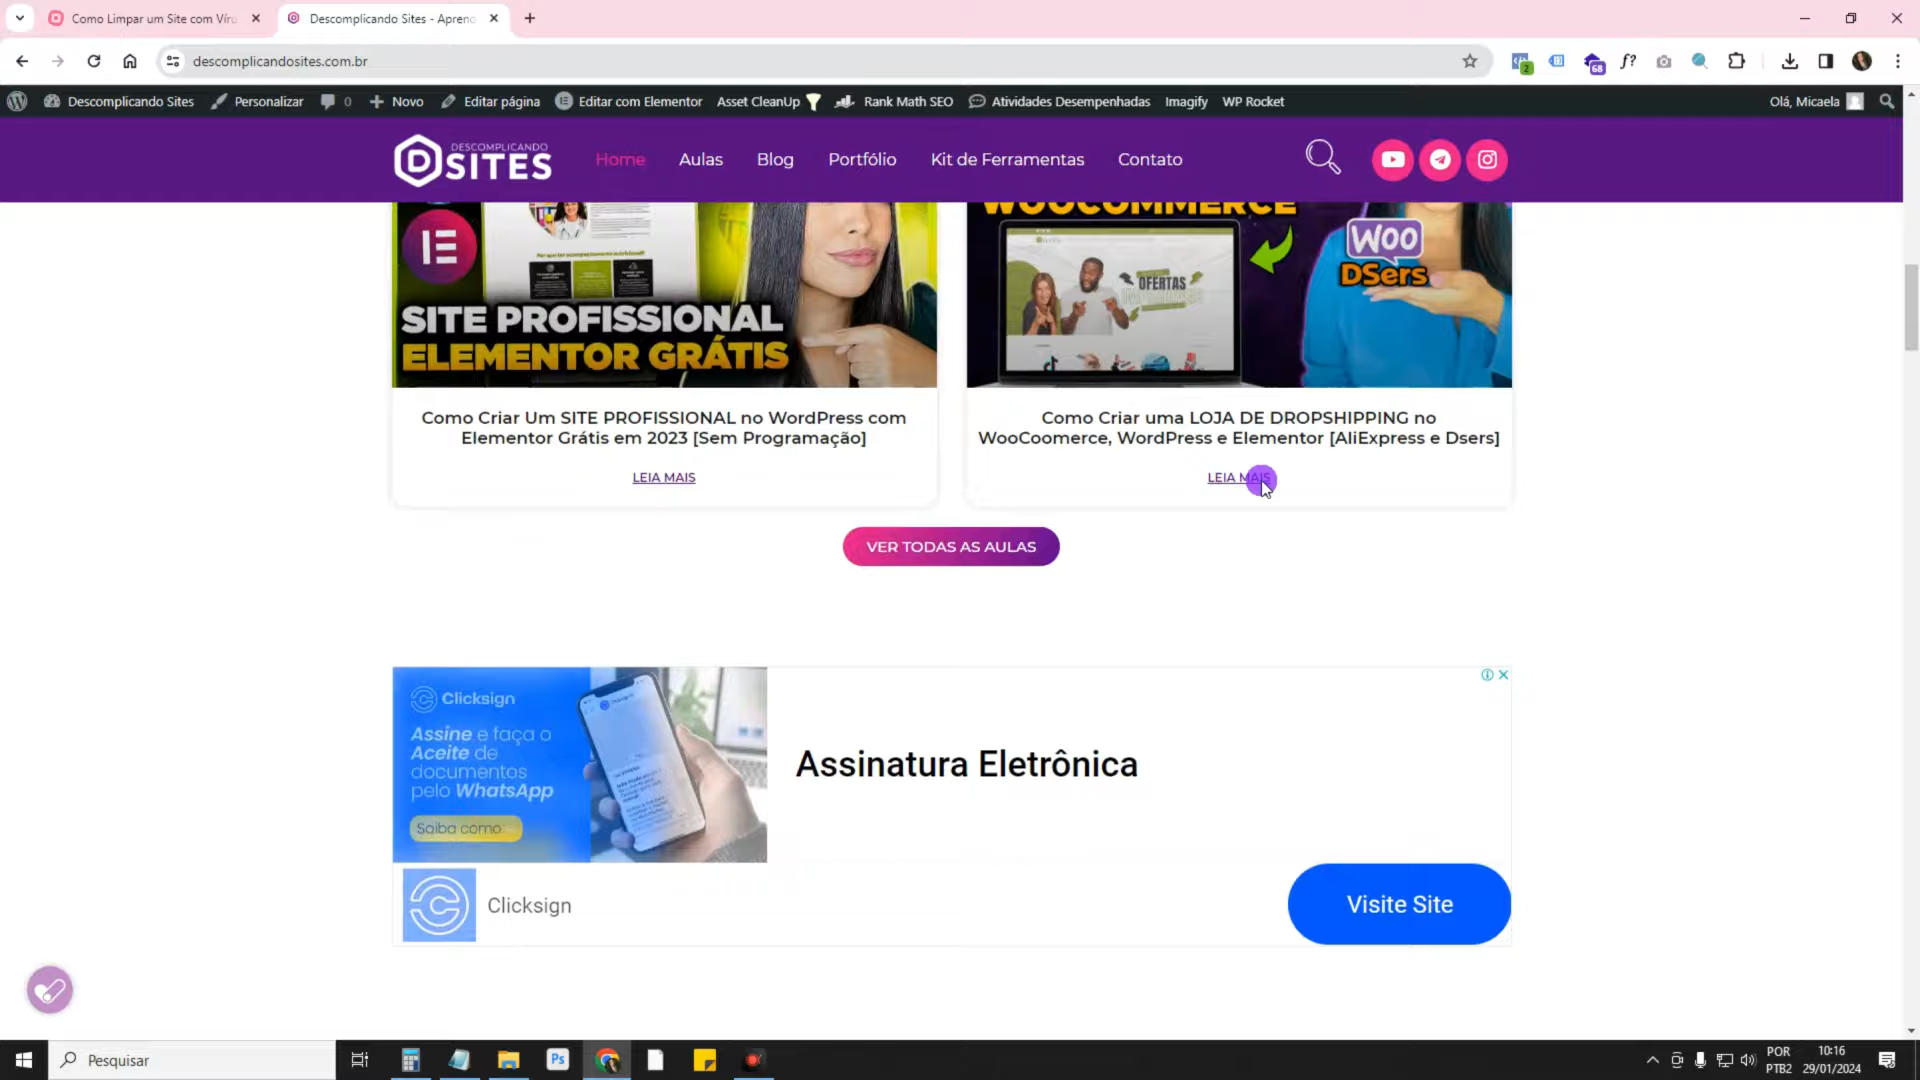 Como Limpar um Site com Víru
Descomplicando Sites - Apreno
descomplicandosites.com.br
2
68
f?
Descomplicando Sites
Personalizar
0
Novo
Editar página
Editar com Elementor
Asset CleanUp
Rank Math SEO
Atividades Desempenhadas
Imagify
WP Rocket
Olá, Micaela
DESCOMPLICANDO
SITES
Home
Aulas
Blog
Portfólio
Kit de Ferramentas
Contato
SITE PROFISSIONAL
ELEMENTOR GRÁTIS
WOOCOMMERCE
OFERTAS
WOO
DSers
Como Criar Um SITE PROFISSIONAL no WordPress com
Elementor Grátis em 2023 [Sem Programação]
LEIA MAIS
Como Criar uma LOJA DE DROPSHIPPING no
WooCoomerce, WordPress e Elementor [AliExpress e Dsers]
LEIA MAIS
VER TODAS AS AULAS
Clicksign
Assine e faça o
Aceite de
documentos
pelo WhatsApp
Saiba como
Assinatura Eletrônica
Clicksign
Visite Site
Pesquisar
Ps
POR
PTB2
10:16
29/01/2024